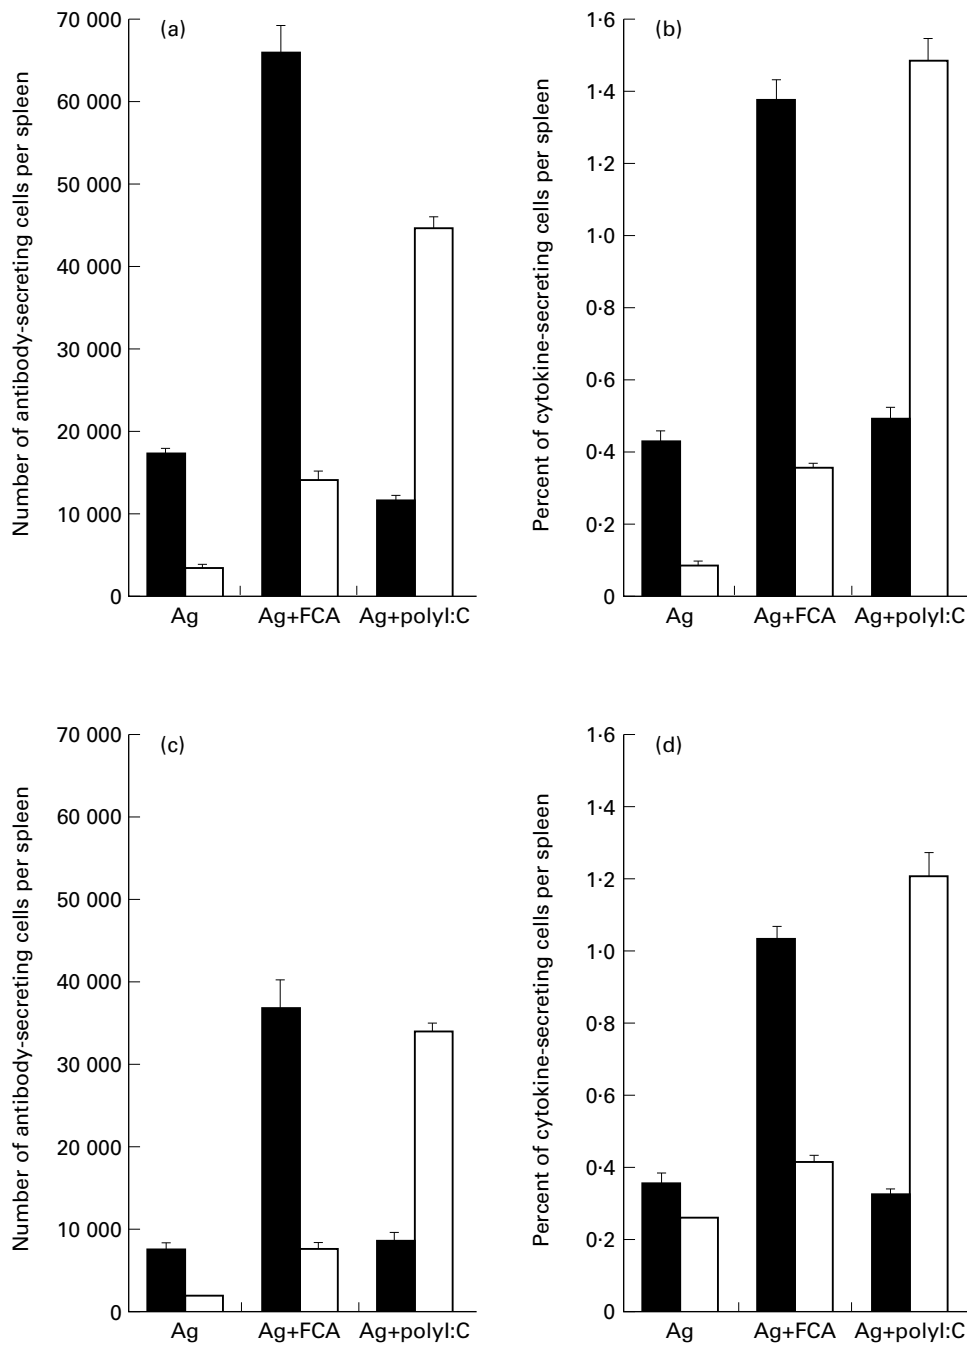 (a)
Number of antibody-secreting cells per spleen
70 000
60 000
50 000
40 000
30 000
20 000
10 000
0
Ag Ag+FCA Ag+polyI:C
(b)
Percent of cytokine-secreting cells per spleen
1·6
1·4
1·2
1·0
0·8
0·6
0·4
0·2
0
Ag Ag+FCA Ag+polyI:C
(c)
Number of antibody-secreting cells per spleen
70 000
60 000
50 000
40 000
30 000
20 000
10 000
0
Ag Ag+FCA Ag+polyI:C
(d)
Percent of cytokine-secreting cells per spleen
1·6
1·4
1·2
1·0
0·8
0·6
0·4
0·2
0
Ag Ag+FCA Ag+polyI:C